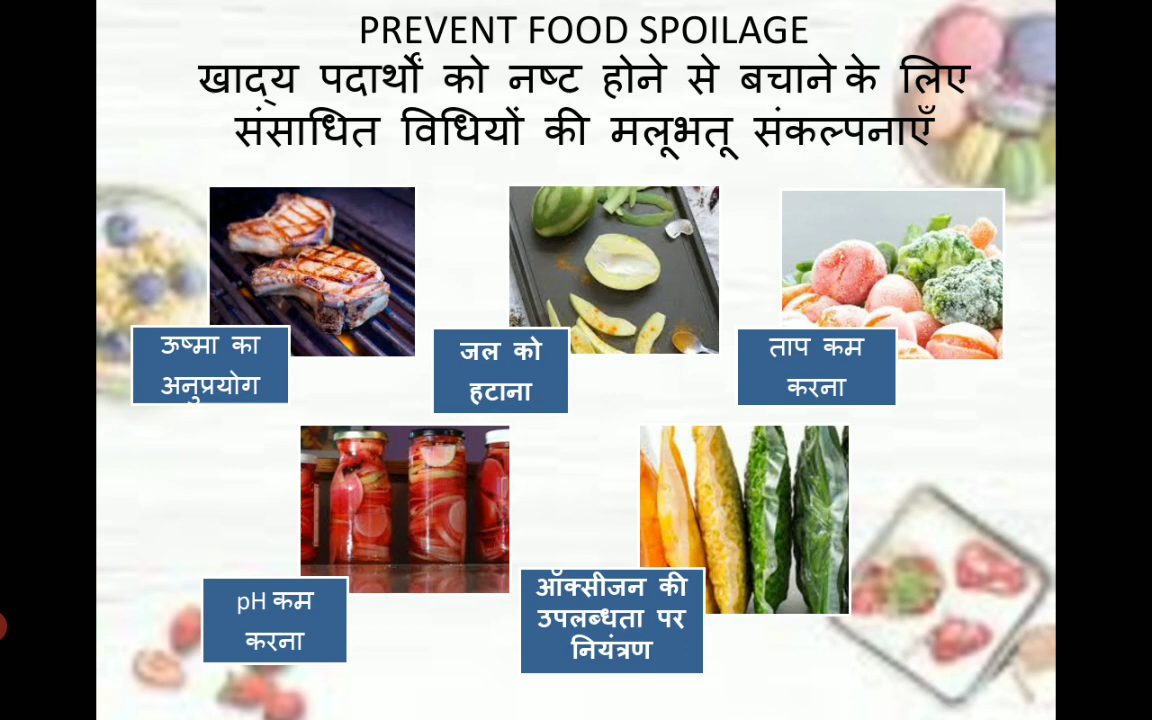 PREVENT FOOD SPOILAGE
खाद्‌य पदार्थों को नष्ट होने से बचाने के लिए
संसाधित विधियों की मलूभतू संकल्पनाएँ
ऊष्मा का
अनुप्रयोग
जल को
हटाना
ताप कम
करना
pH कम
करना
ऑक्सीजन की
उपलब्धता पर
नियंत्रण